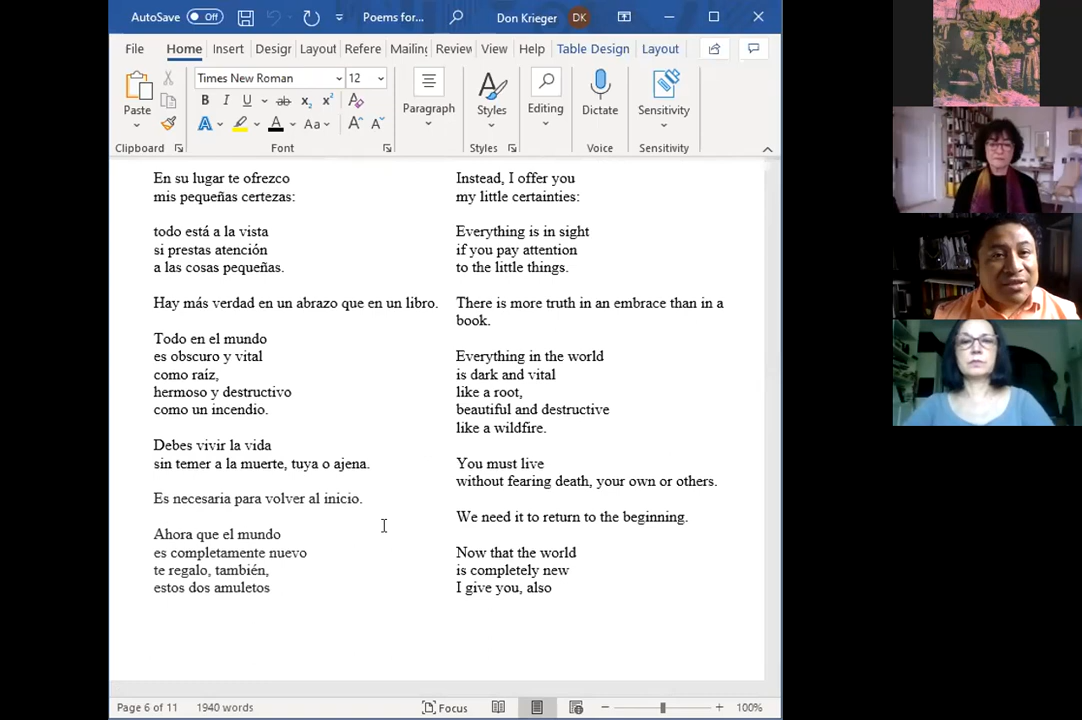 AutoSave Off Poems for... Don Krieger DK
File Home Insert Design Layout Refere Mailing Review View Help Table Design Layout
Times New Roman 12
Paste
B I U ab x₂ x² A
A A Aa A A
Paragraph
Styles
Editing
Dictate
Sensitivity
Clipboard Font Styles Voice Sensitivity
En su lugar te ofrezco
mis pequeñas certezas:
todo está a la vista
si prestas atención
a las cosas pequeñas.
Hay más verdad en un abrazo que en un libro.
Todo en el mundo
es obscuro y vital
como raíz,
hermoso y destructivo
como un incendio.
Debes vivir la vida
sin temer a la muerte, tuya o ajena.
Es necesaria para volver al inicio.
Ahora que el mundo
es completamente nuevo
te regalo, también,
estos dos amuletos
Instead, I offer you
my little certainties:
Everything is in sight
if you pay attention
to the little things.
There is more truth in an embrace than in a
book.
Everything in the world
is dark and vital
like a root,
beautiful and destructive
like a wildfire.
You must live
without fearing death, your own or others.
We need it to return to the beginning.
Now that the world
is completely new
I give you, also
Page 6 of 11 1940 words Focus 100%